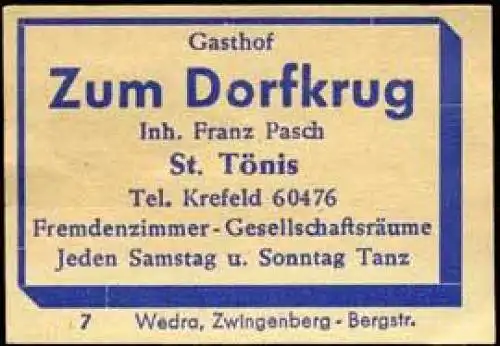 Gasthof
Zum Dorfkrug
Inh. Franz Pasch
St. Tönis
Tel. Krefeld 60476
Fremdenzimmer - Gesellschaftsräume
Jeden Samstag u. Sonntag Tanz
7 Wedra, Zwingenberg - Bergstr.